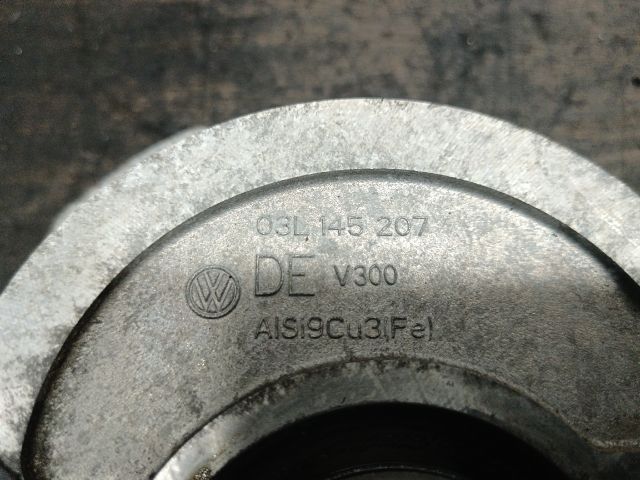 03L 145 207
DE V300
AlSi9Cu3(Fe)